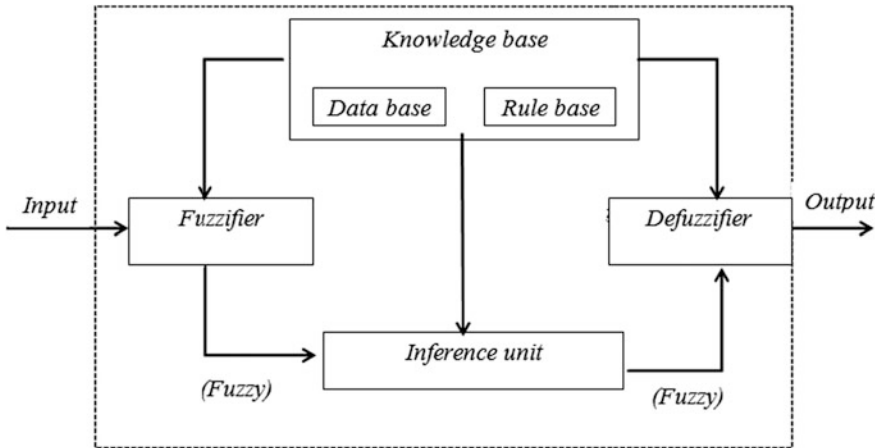 Knowledge base
Data base
Rule base
Input
Fuzzifier
Defuzzifier
Output
Inference unit
(Fuzzy)
(Fuzzy)